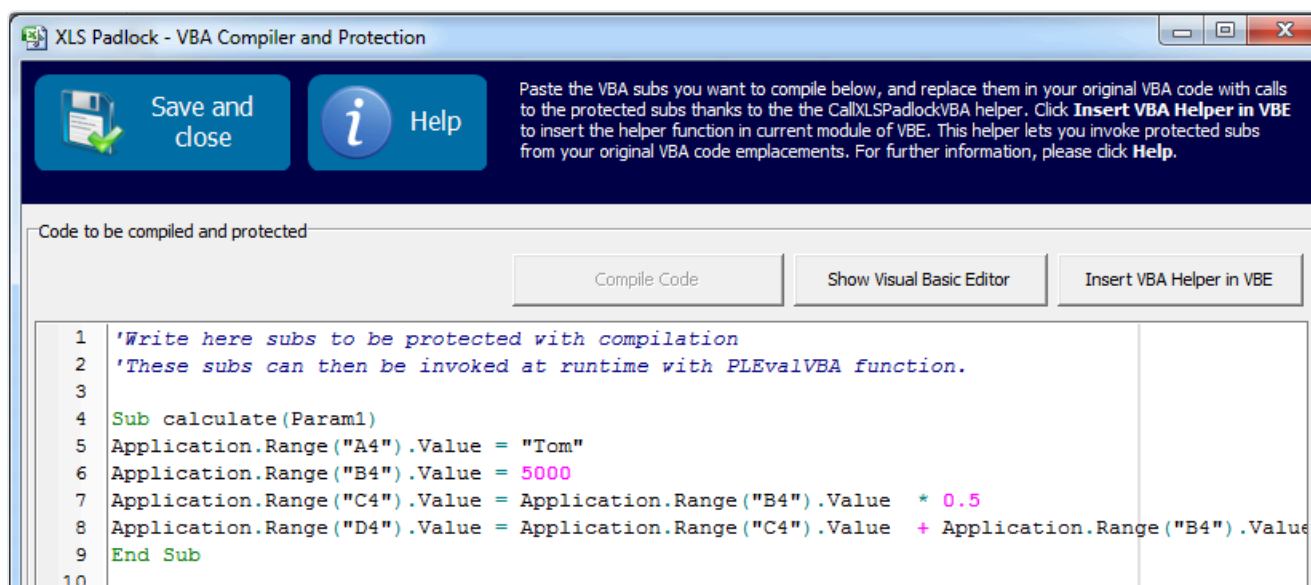 XLS Padlock - VBA Compiler and Protection
Save and
close
Help
Paste the VBA subs you want to compile below, and replace them in your original VBA code with calls
to the protected subs thanks to the the CallXLSPadlockVBA helper. Click Insert VBA Helper in VBE
to insert the helper function in current module of VBE. This helper lets you invoke protected subs
from your original VBA code emplacements. For further information, please click Help.
Code to be compiled and protected
Compile Code
Show Visual Basic Editor
Insert VBA Helper in VBE
1 'Write here subs to be protected with compilation
2 'These subs can then be invoked at runtime with PLEvalVBA function.
3
4 Sub calculate(Param1)
5 Application.Range("A4").Value = "Tom"
6 Application.Range("B4").Value = 5000
7 Application.Range("C4").Value = Application.Range("B4").Value * 0.5
8 Application.Range("D4").Value = Application.Range("C4").Value + Application.Range("B4").Value
9 End Sub
10